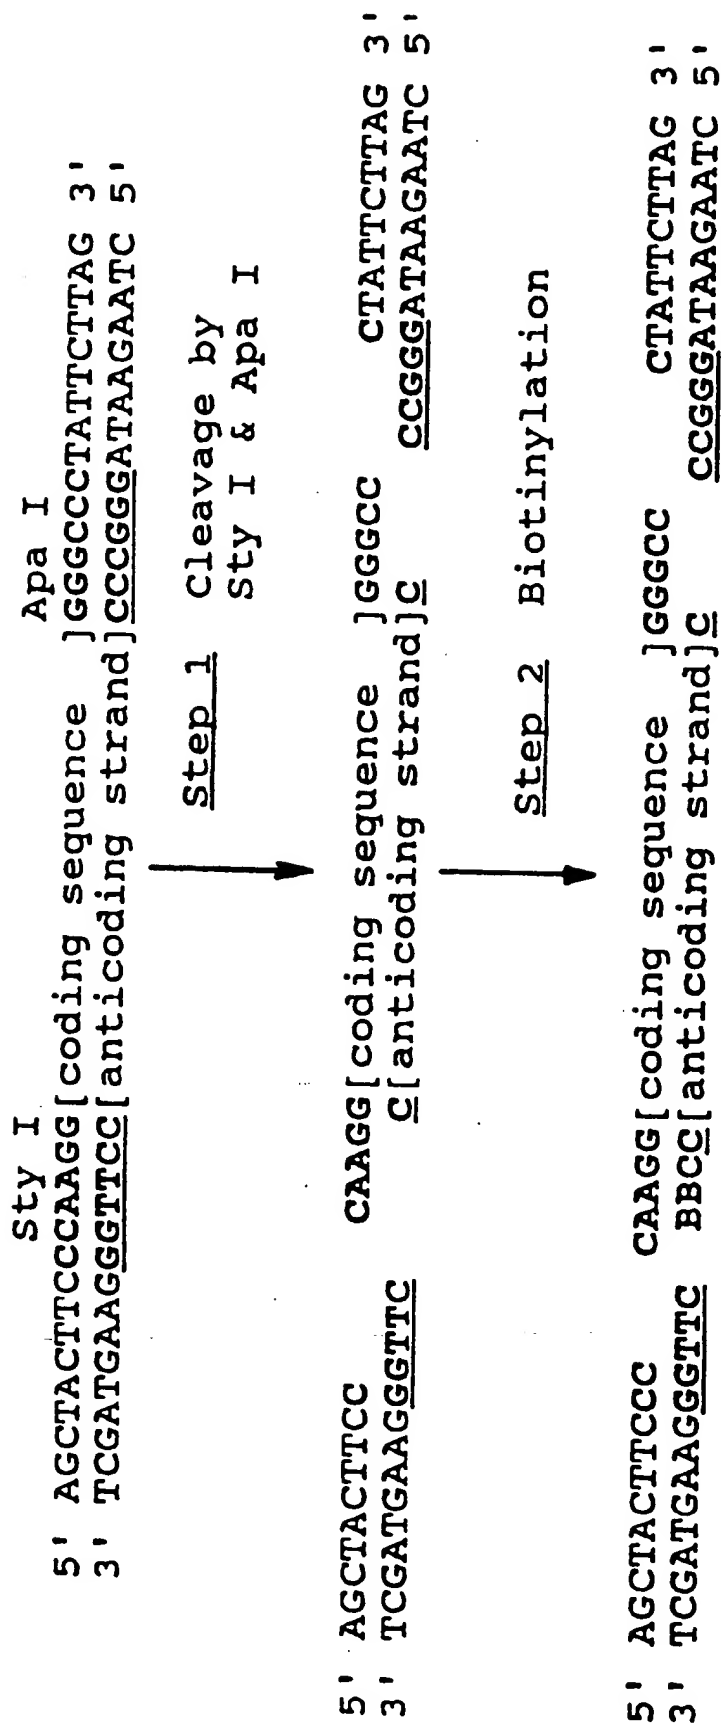 Sty I Apa I
5' AGCTACTTCCCAAGG[coding sequence ]GGGCCCTATTCTTAG 3'
3' TCGATGAAGGGTTCC[anticoding strand]CCCGGGATAAGAATC 5'
Step 1 Cleavage by
Sty I & Apa I
5' AGCTACTTCC CAAGG[coding sequence ]GGGCC CTATTCTTAG 3'
3' TCGATGAAGGGTTC C[anticoding strand]C CCGGGATAAGAATC 5'
Step 2 Biotinylation
5' AGCTACTTCCC CAAGG[coding sequence ]GGGCC CTATTCTTAG 3'
3' TCGATGAAGGGTTC BBCC[anticoding strand]C CCGGGATAAGAATC 5'